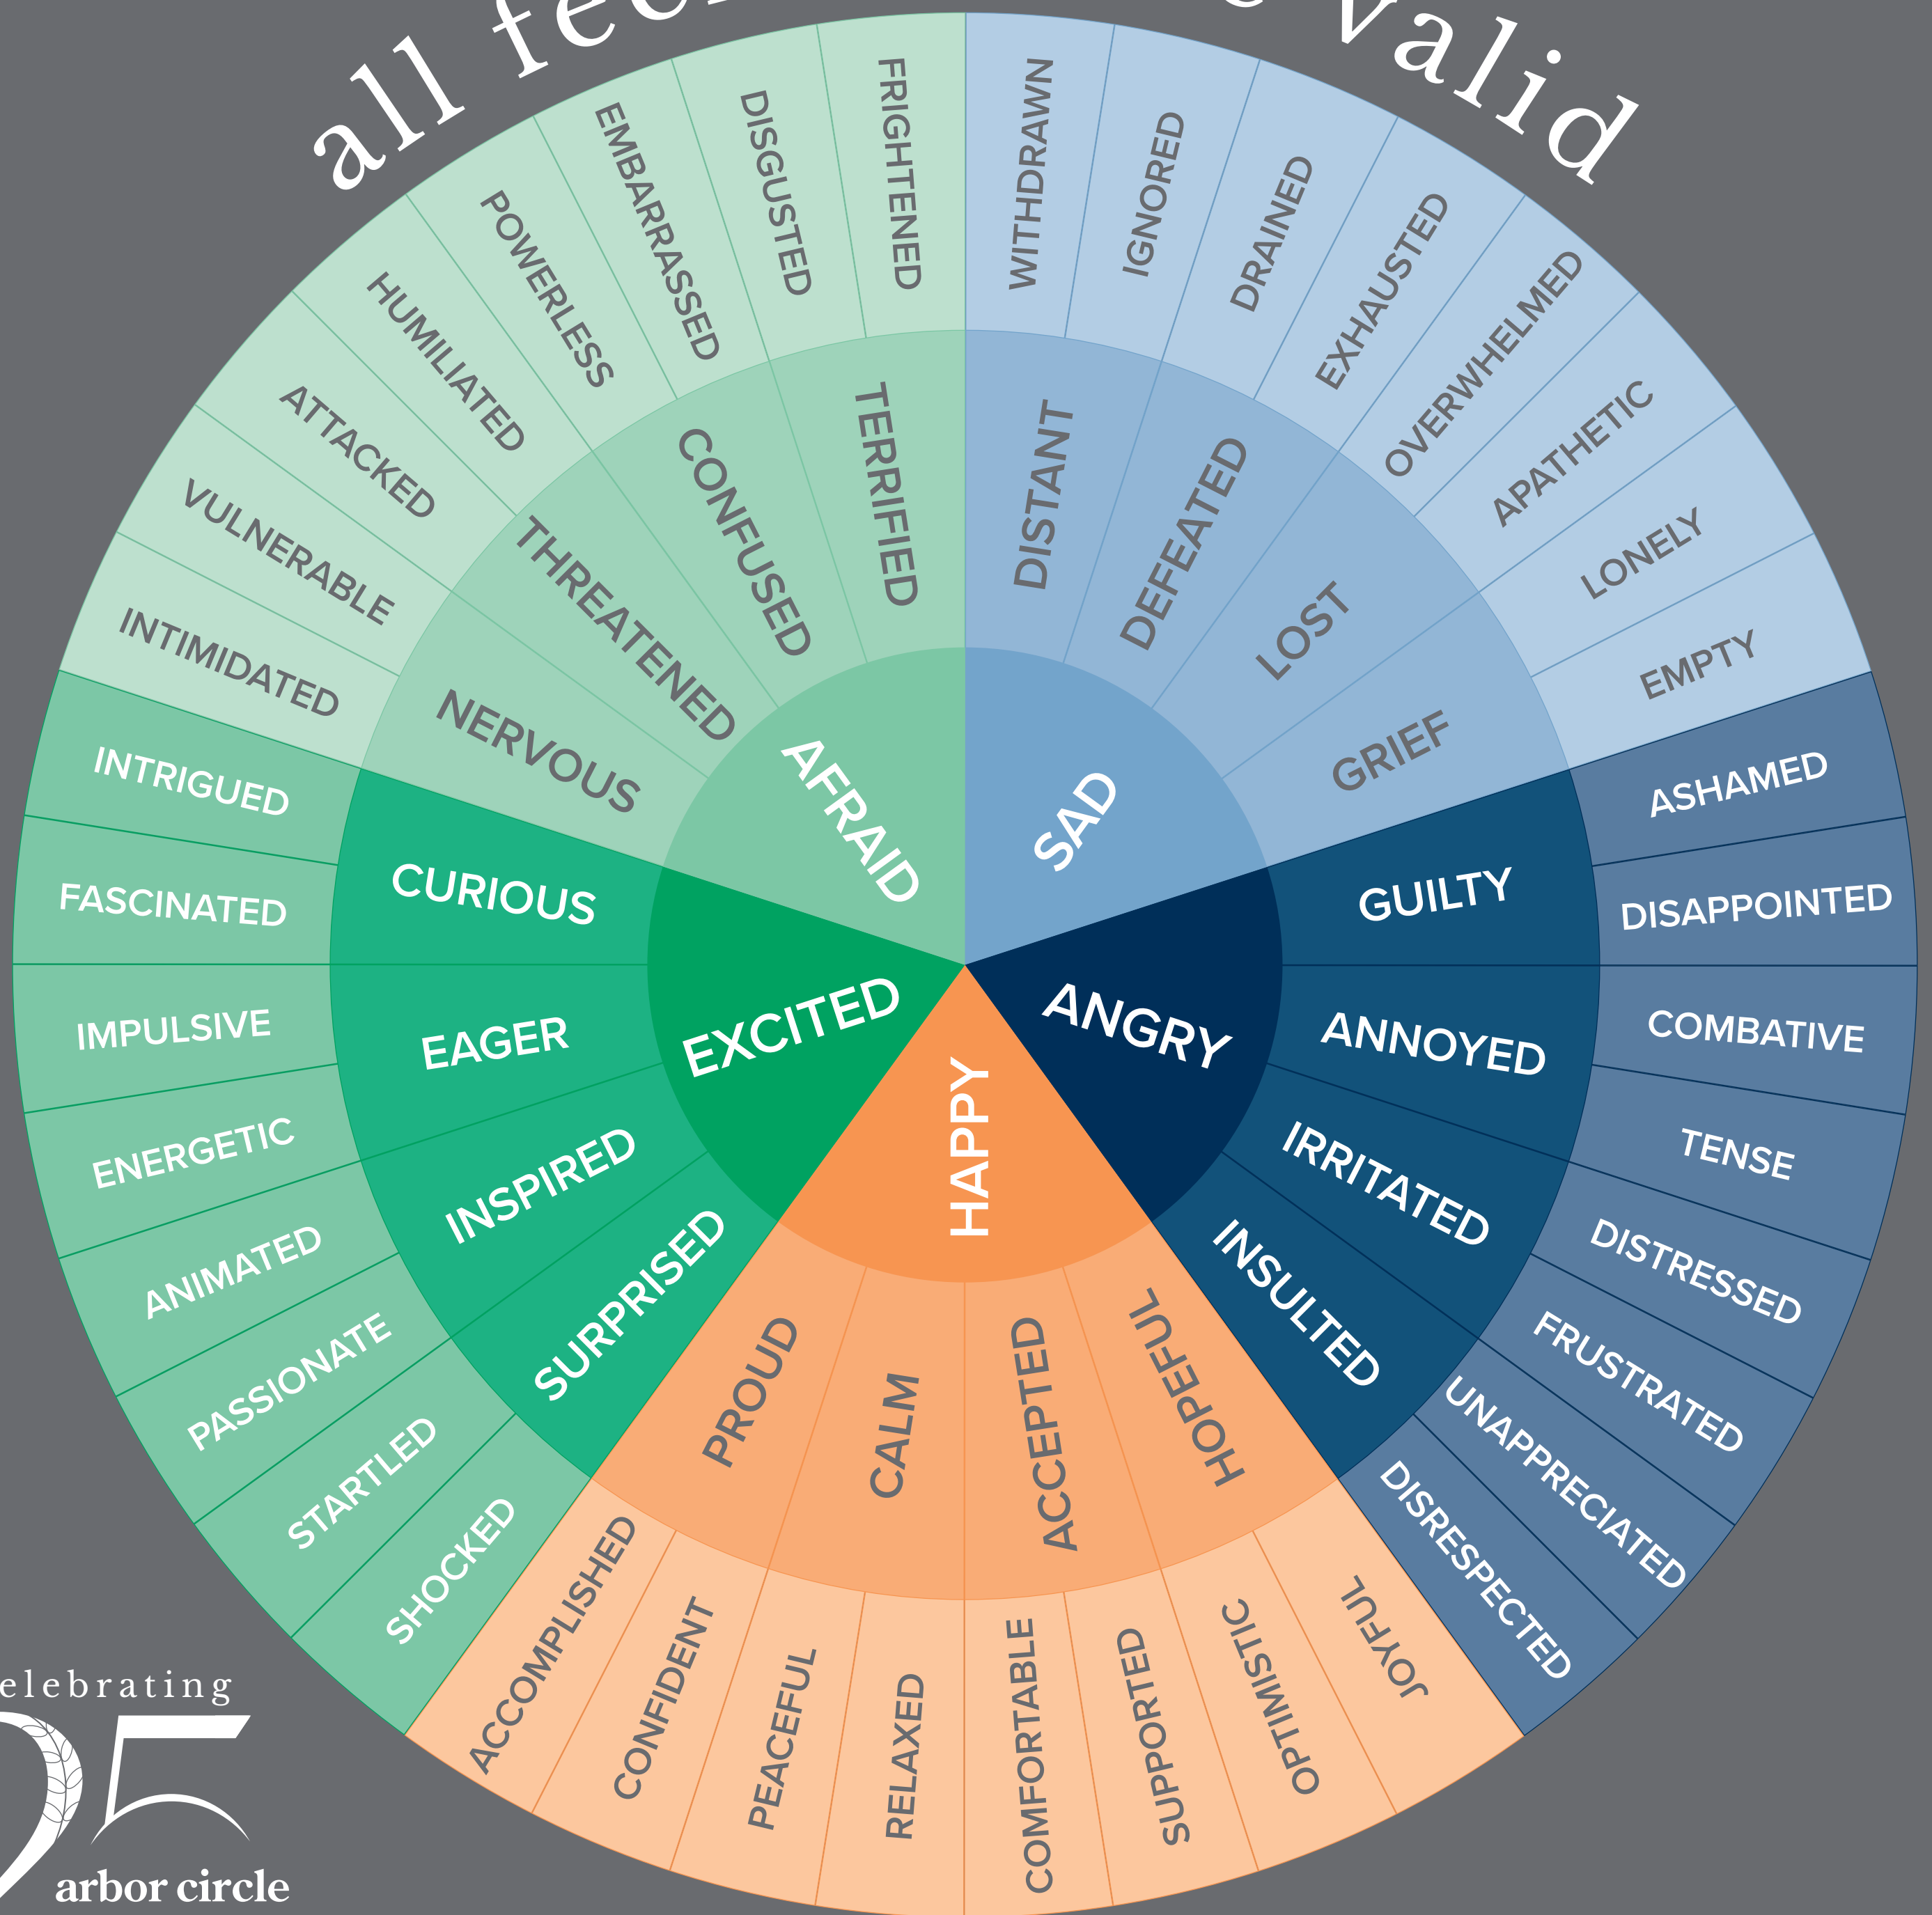 all fee
valid
SAD
AFRAID
EXCITED
HAPPY
ANGRY
DISTANT
DEFEATED
LOST
GRIEF
GUILTY
ANNOYED
IRRITATED
INSULTED
HOPEFUL
ACCEPTED
CALM
PROUD
SURPRISED
INSPIRED
EAGER
CURIOUS
NERVOUS
THREATENED
CONFUSED
TERRIFIED
WITHDRAWN
IGNORED
DRAINED
EXHAUSTED
OVERWHELMED
APATHETIC
LONELY
EMPTY
ASHAMED
DISAPPOINTED
COMBATIVE
TENSE
DISTRESSED
FRUSTRATED
UNAPPRECIATED
DISRESPECTED
JOYFUL
OPTIMISTIC
SUPPORTED
COMFORTABLE
RELAXED
PEACEFUL
CONFIDENT
ACCOMPLISHED
SHOCKED
STARTLED
PASSIONATE
ANIMATED
ENERGETIC
IMPULSIVE
FASCINATED
INTRIGUED
INTIMIDATED
VULNERABLE
ATTACKED
HUMILIATED
POWERLESS
EMBARRASSED
DISGUSTED
FRIGHTENED
elebrating
25
arbor circle